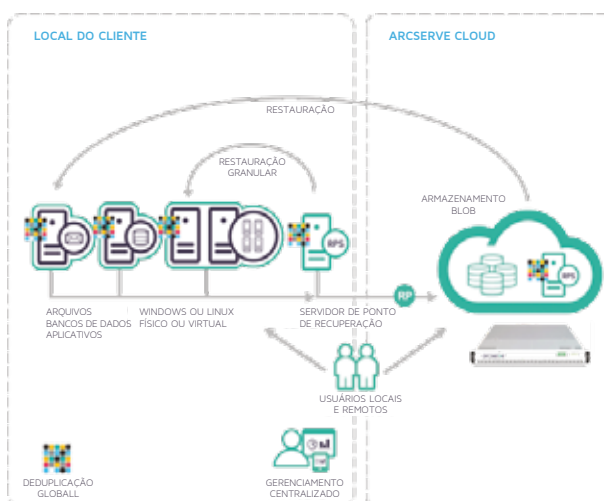 LOCAL DO CLIENTE
ARCSERVE CLOUD
RESTAURAÇÃO
RESTAURAÇÃO
GRANULAR
ARMAZENAMENTO
BLOB
RPS
RPS
RP
ARQUIVOS
BANCOS DE DADOS
APLICATIVOS
WINDOWS OU LINUX
FÍSICO OU VIRTUAL
SERVIDOR DE PONTO
DE RECUPERAÇÃO
USUÁRIOS LOCAIS
E REMOTOS
DEDUPLICAÇÃO
GLOBALL
GERENCIAMENTO
CENTRALIZADO